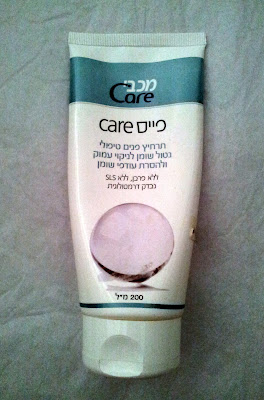 מכבי
Care
פייס care
תרחיץ פנים טיפולי
נטול שומן לניקוי עמוק
ולהסרת עודפי שומן
ללא פרבן, ללא SLS
נבדק דרמטולוגית
200 מ"ל